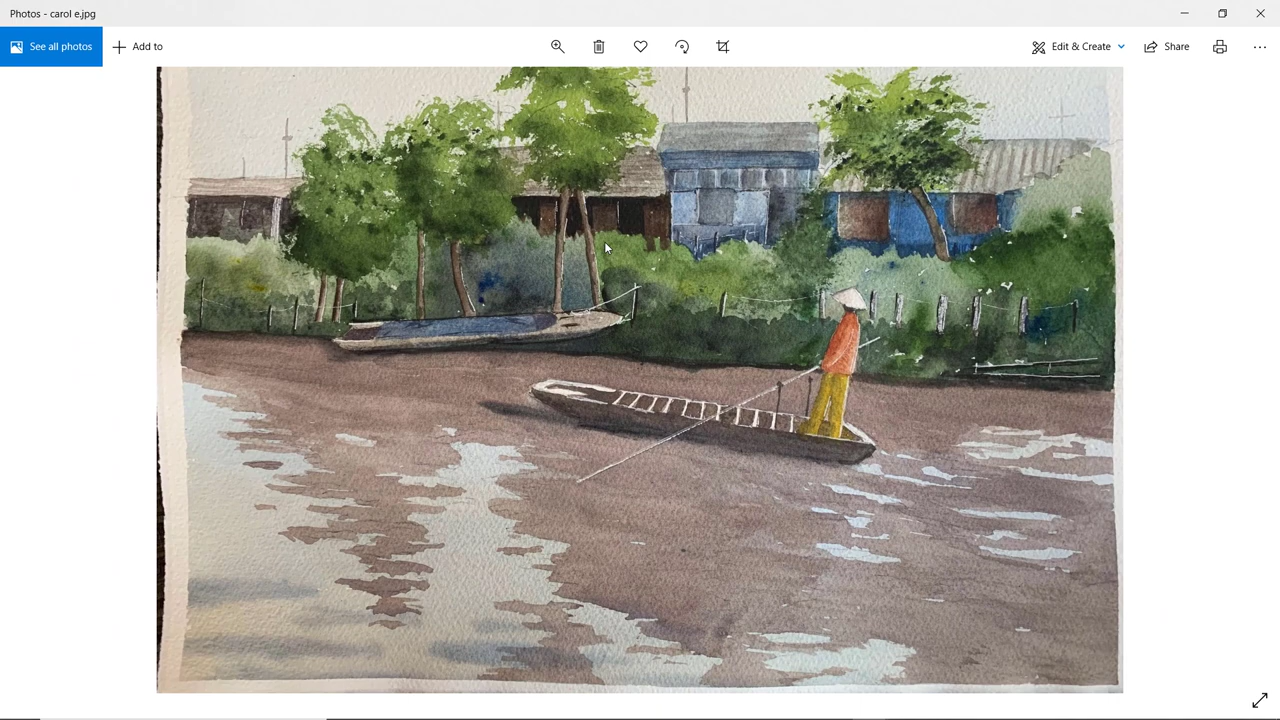 Photos - carol e.jpg
See all photos
Add to
Edit & Create
Share